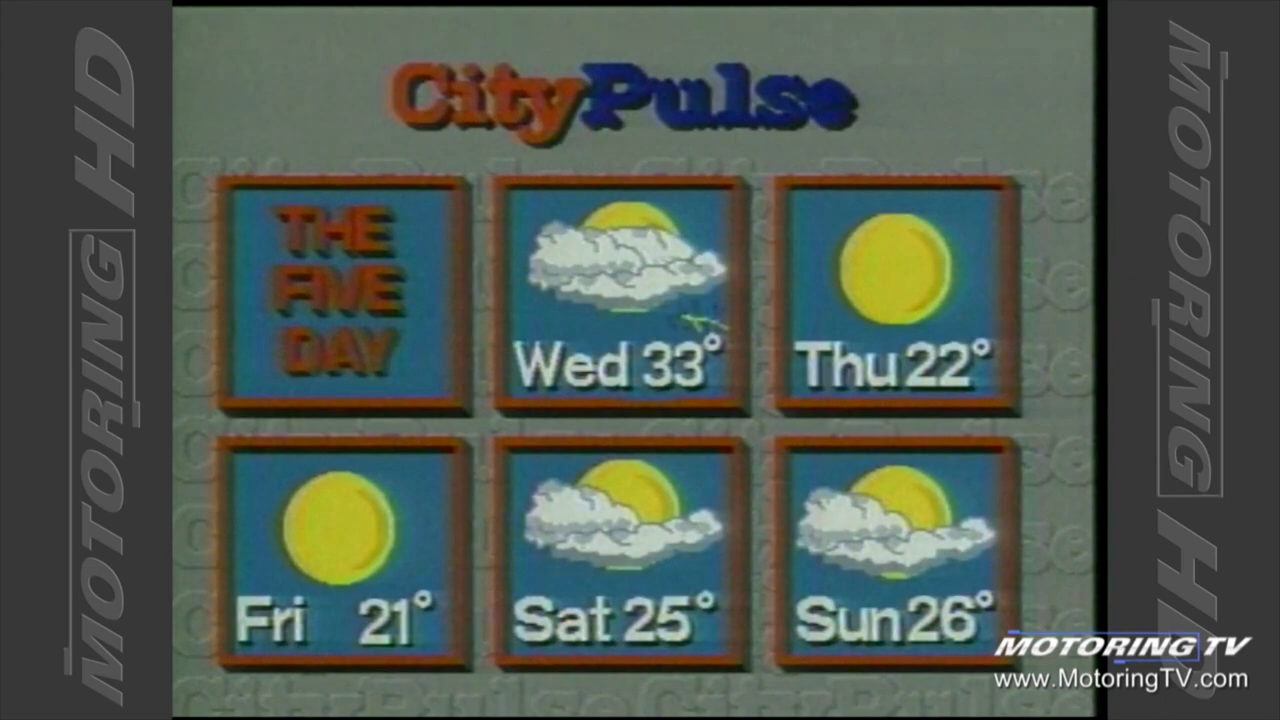 MOTORING HD
CityPulse
THE
FIVE
DAY
Wed 33°
Thu 22°
Fri 21°
Sat 25°
Sun 26°
MOTORING HD
MOTORING TV
www.MotoringTV.com